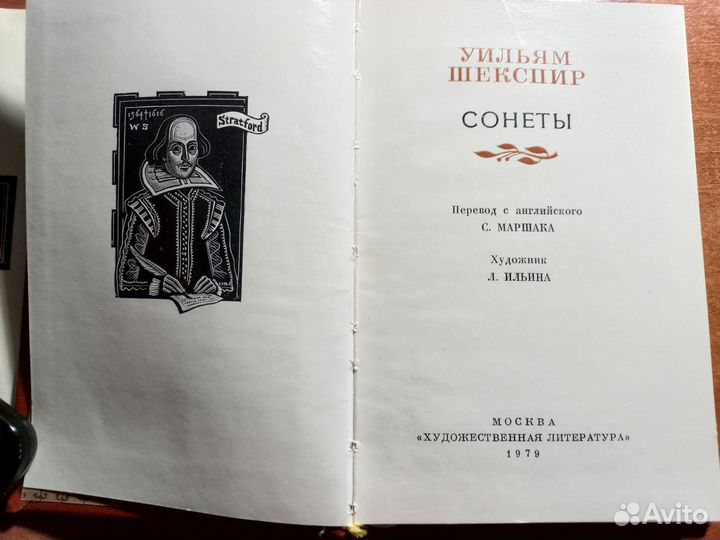 1564†1616
W S
Stratford
УИЛЬЯМ
ШЕКСПИР
СОНЕТЫ
Перевод с английского
С. МАРШАКА
Художник
Л. ИЛЬИНА
МОСКВА
«ХУДОЖЕСТВЕННАЯ ЛИТЕРАТУРА»
1979
Avito